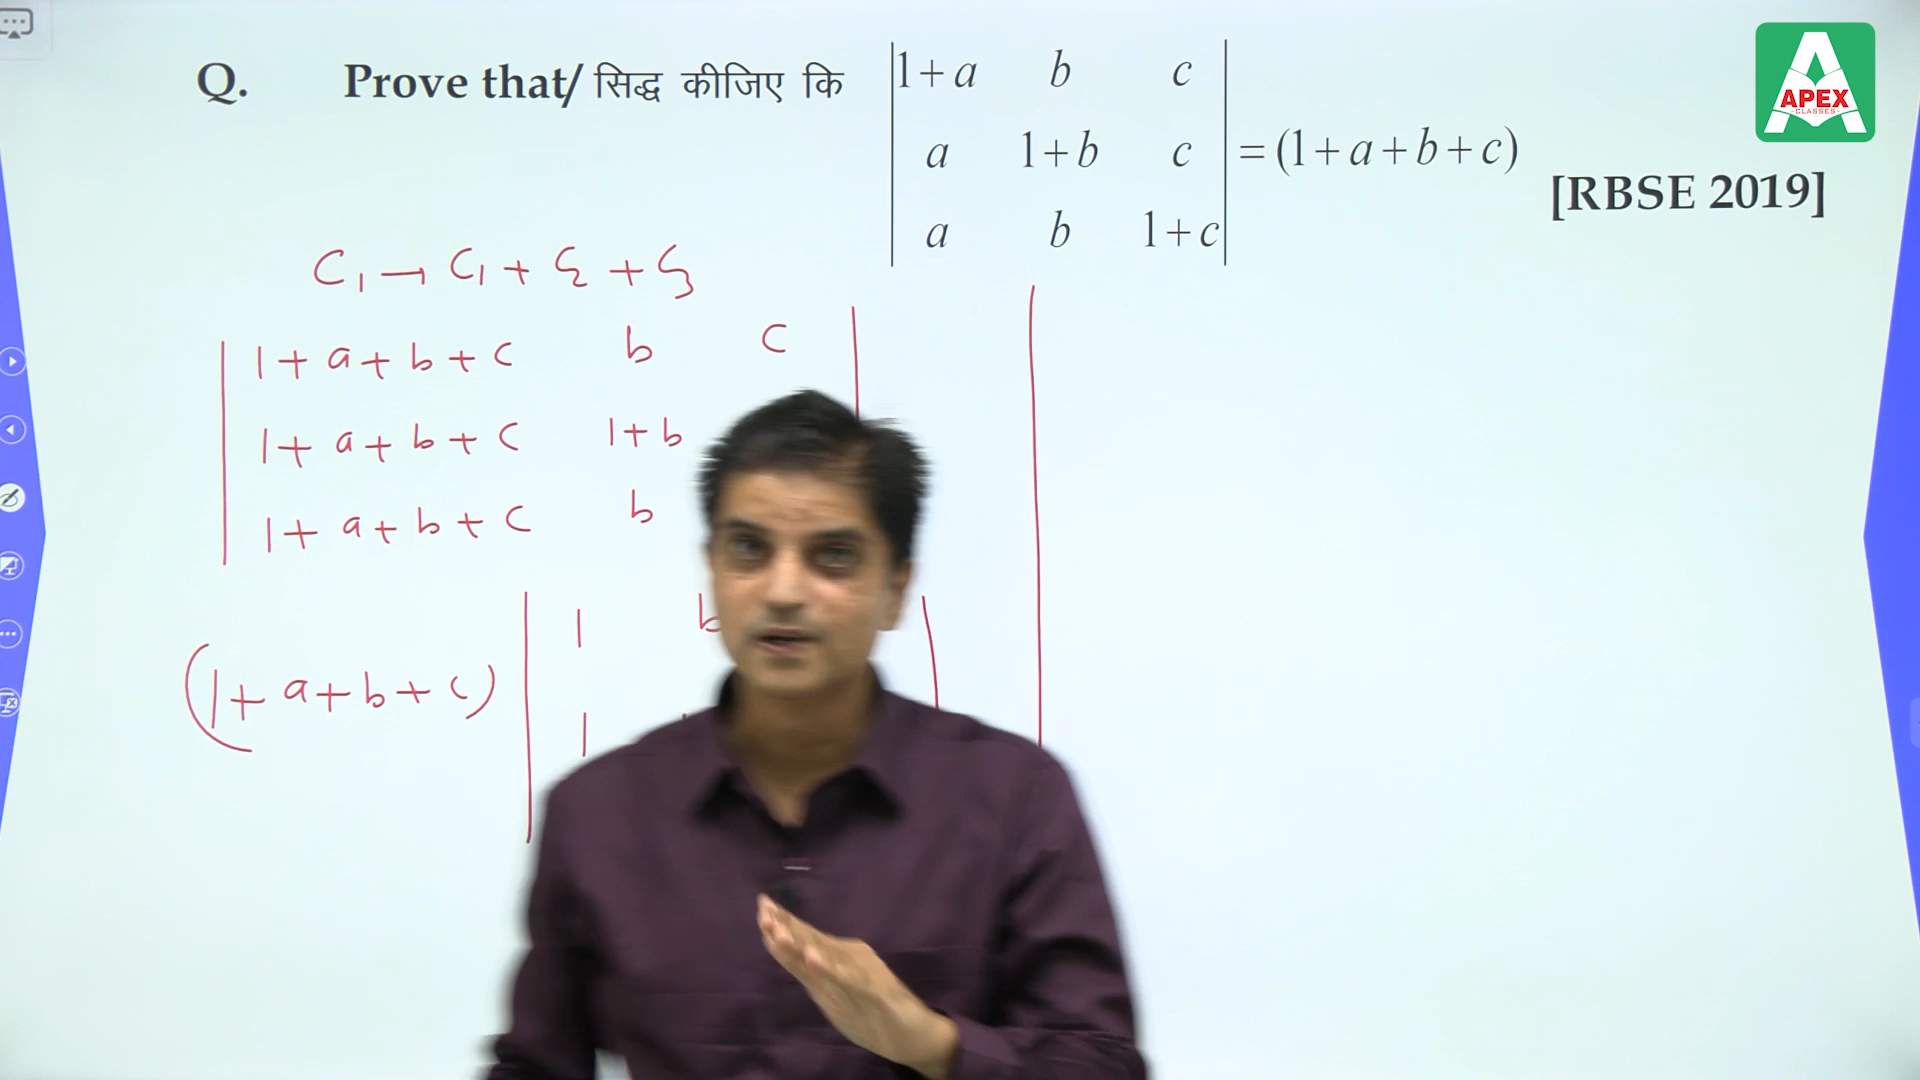 Q. Prove that/ सिद्ध कीजिए कि
1+a b c
a 1+b c
a b 1+c
=(1+a+b+c)
[RBSE 2019]
APEX
CLASSES
C₁ → C₁ + C₂ + C₃
1+a+b+c b c
1+a+b+c 1+b
1+a+b+c b
(1+a+b+c) 1 b
1